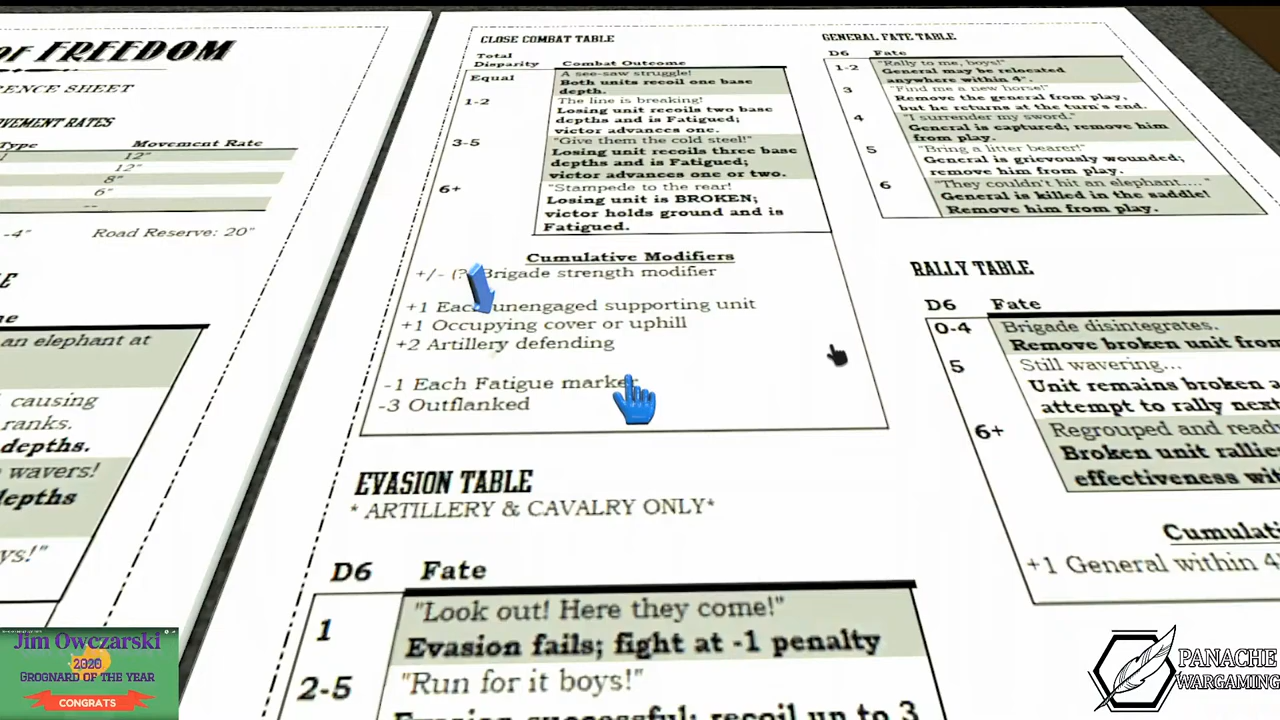 OF FREEDOM
ENCE SHEET
VEMENT RATES
Type Movement Rate
12"
12"
8"
6"
--
-4" Road Reserve: 20"
an elephant at
causing
ranks.
depths.
wavers!
depths
ys!"
CLOSE COMBAT TABLE
Total
Disparity Combat Outcome
Equal A see-saw struggle!
Both units recoil one base
depth.
1-2 The line is breaking!
Losing unit recoils two base
depths and is Fatigued;
victor advances one.
3-5 "Give them the cold steel!"
Losing unit recoils three base
depths and is Fatigued;
victor advances one or two.
6+ "Stampede to the rear!
Losing unit is BROKEN;
victor holds ground and is
Fatigued.
Cumulative Modifiers
+/- (?) Brigade strength modifier
+1 Each unengaged supporting unit
+1 Occupying cover or uphill
+2 Artillery defending
-1 Each Fatigue marker
-3 Outflanked
EVASION TABLE
* ARTILLERY & CAVALRY ONLY*
D6 Fate
1 "Look out! Here they come!"
Evasion fails; fight at -1 penalty
2-5 "Run for it boys!"
Evasion successful; recoil up to 3
GENERAL FATE TABLE
D6 Fate
1-2 "Rally to me, boys!"
General may be relocated
anywhere within 4".
3 "Find me a new horse!"
Remove the general from play,
but he returns at the turn's end.
4 "I surrender my sword."
General is captured; remove him
from play.
5 "Bring a litter bearer!"
General is grievously wounded;
remove him from play.
6 "They couldn't hit an elephant...."
General is killed in the saddle!
Remove him from play.
RALLY TABLE
D6 Fate
0-4 Brigade disintegrates.
Remove broken unit from
5 Still wavering...
Unit remains broken a
attempt to rally next
6+ Regrouped and ready
Broken unit rallies
effectiveness wit
Cumulati
+1 General within 4
Jim Owczarski
2020
GROGNARD OF THE YEAR
CONGRATS
PANACHE
WARGAMING